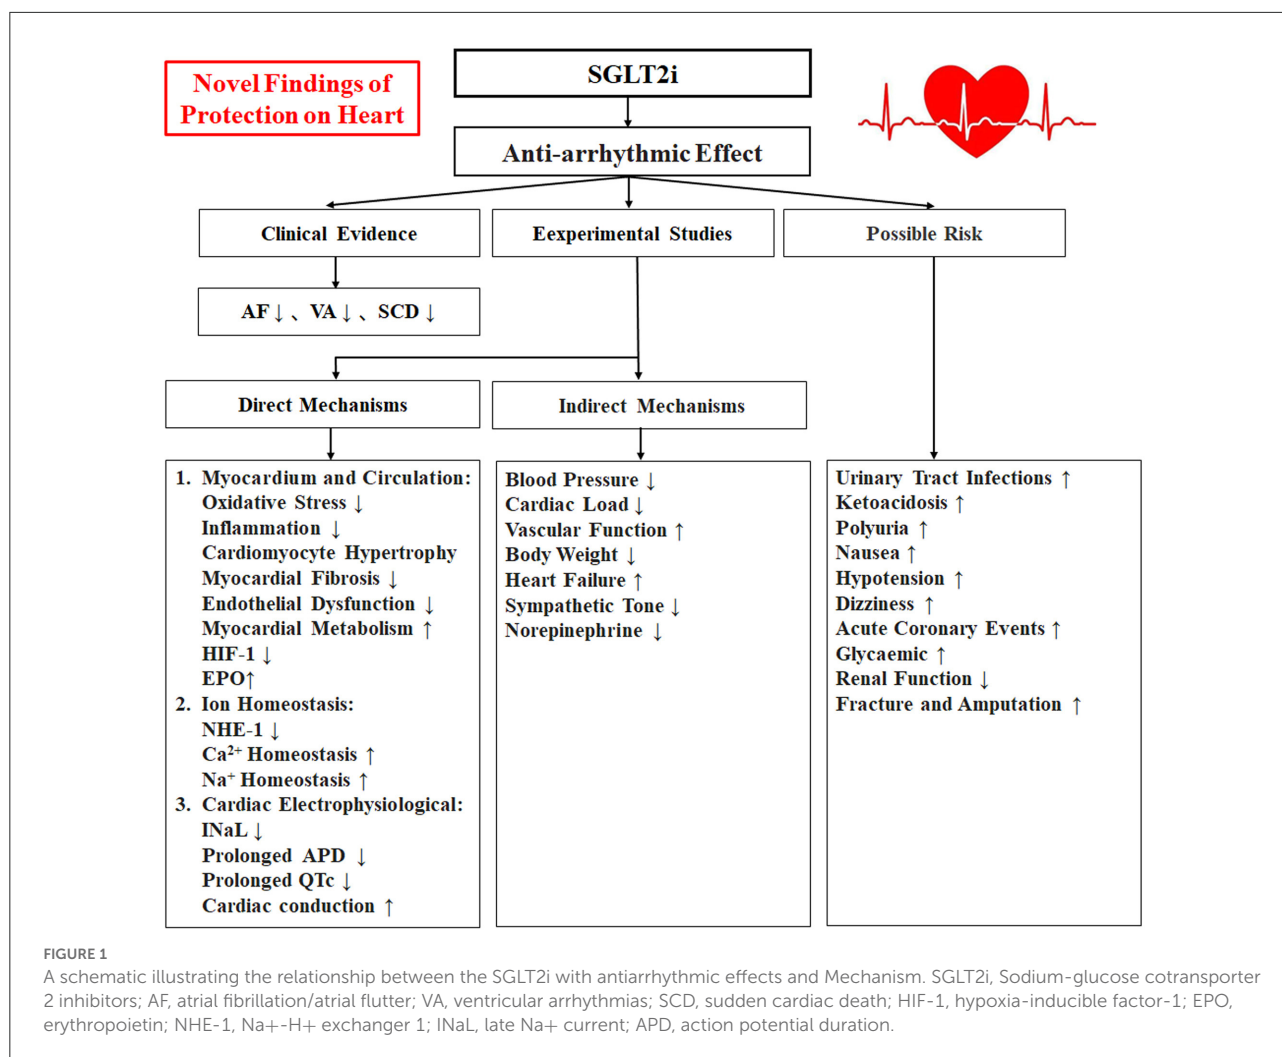 Novel Findings of
Protection on Heart
SGLT2i
Anti-arrhythmic Effect
Clinical Evidence
Eexperimental Studies
Possible Risk
AF ↓、VA ↓、SCD ↓
Direct Mechanisms
Indirect Mechanisms
1. Myocardium and Circulation:
Oxidative Stress ↓
Inflammation ↓
Cardiomyocyte Hypertrophy
Myocardial Fibrosis ↓
Endothelial Dysfunction ↓
Myocardial Metabolism ↑
HIF-1 ↓
EPO↑
2. Ion Homeostasis:
NHE-1 ↓
Ca²⁺ Homeostasis ↑
Na⁺ Homeostasis ↑
3. Cardiac Electrophysiological:
INaL ↓
Prolonged APD ↓
Prolonged QTc ↓
Cardiac conduction ↑
Blood Pressure ↓
Cardiac Load ↓
Vascular Function ↑
Body Weight ↓
Heart Failure ↑
Sympathetic Tone ↓
Norepinephrine ↓
Urinary Tract Infections ↑
Ketoacidosis ↑
Polyuria ↑
Nausea ↑
Hypotension ↑
Dizziness ↑
Acute Coronary Events ↑
Glycaemic ↑
Renal Function ↓
Fracture and Amputation ↑
FIGURE 1
A schematic illustrating the relationship between the SGLT2i with antiarrhythmic effects and Mechanism. SGLT2i, Sodium-glucose cotransporter
2 inhibitors; AF, atrial fibrillation/atrial flutter; VA, ventricular arrhythmias; SCD, sudden cardiac death; HIF-1, hypoxia-inducible factor-1; EPO,
erythropoietin; NHE-1, Na+-H+ exchanger 1; INaL, late Na+ current; APD, action potential duration.